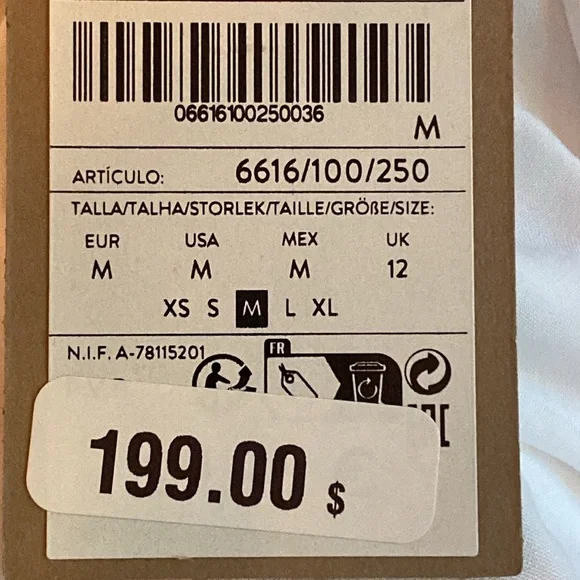 06616100250036
M
ARTÍCULO: 6616/100/250
TALLA/TALHA/STORLEK/TAILLE/GRÖßE/SIZE:
EUR USA MEX UK
M M M 12
XS S M L XL
N.I.F. A-78115201
FR
199.00 $